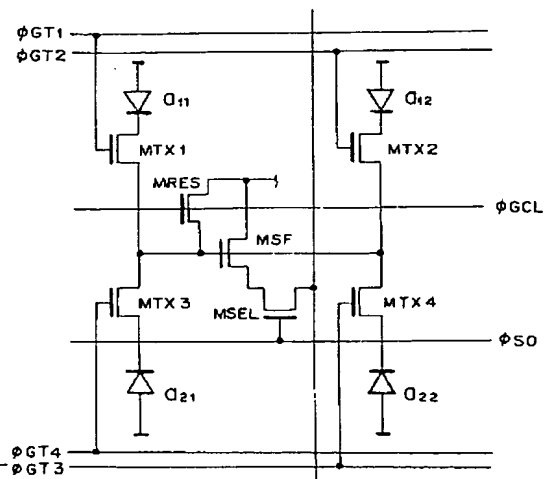 φGT1
φGT2
a11 a12
MTX1 MTX2
MRES
φGCL
MSF
MTX3 MTX4
MSEL
φSO
a21 a22
φGT4
φGT3